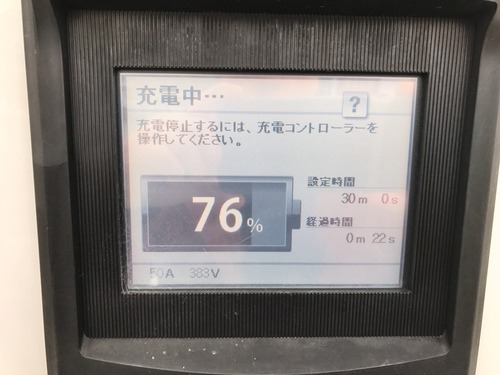 充電中…
?
充電停止するには、充電コントローラーを
操作してください。
設定時間
30m 0s
76%
経過時間
0m 22s
50A 383V